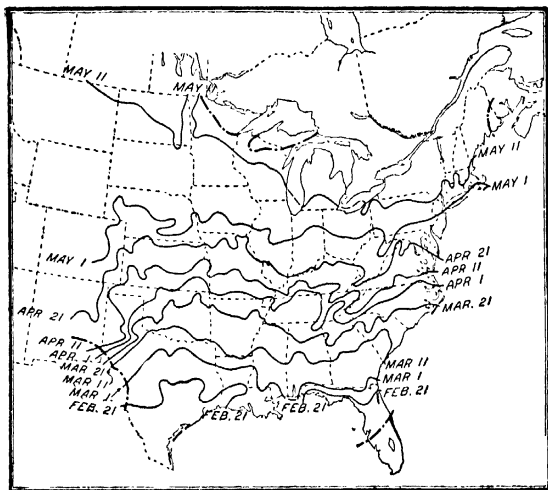 MAY 11
MAY 11
MAY 11
MAY 1
MAY 1
APR 21
APR 11
APR 1
MAR. 21
APR 21
APR 11
APR 1
MAR 21
MAR 11
MAR 1
FEB. 21
MAR 11
MAR 1
FEB. 21
FEB. 21
FEB. 21